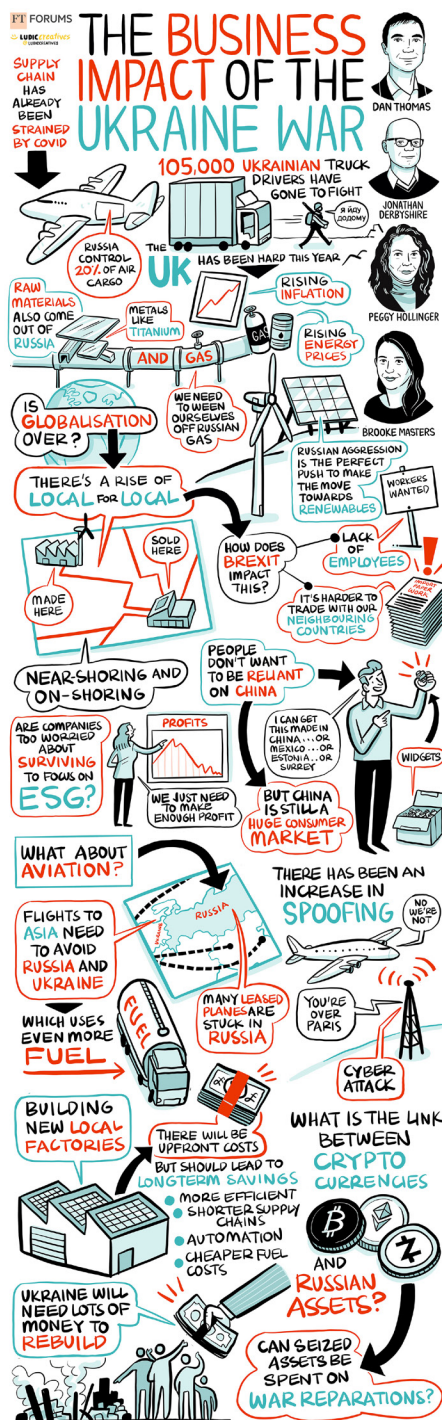 FT FORUMS
LUDICcreatives
@LUDICCREATIVES
THE BUSINESS
IMPACT OF THE
UKRAINE WAR
SUPPLY
CHAIN
HAS
ALREADY
BEEN
STRAINED
BY COVID
DAN THOMAS
JONATHAN
DERBYSHIRE
PEGGY HOLLINGER
BROOKE MASTERS
105,000 UKRAINIAN TRUCK
DRIVERS HAVE
GONE TO FIGHT
Я йду
додому
RUSSIA
CONTROL
20% OF AIR
CARGO
THE
UK HAS BEEN HARD THIS YEAR
RAW
MATERIALS
ALSO COME
OUT OF
RUSSIA
METALS
LIKE
TITANIUM
RISING
INFLATION
GAS
RISING
ENERGY
PRICES
AND GAS
WE NEED
TO WEEN
OURSELVES
OFF RUSSIAN
GAS
IS
GLOBALISATION
OVER?
RUSSIAN AGGRESSION
IS THE PERFECT
PUSH TO MAKE
THE MOVE
TOWARDS
RENEWABLES
WORKERS
WANTED
THERE'S A RISE OF
LOCAL FOR LOCAL
SOLD
HERE
MADE
HERE
HOW DOES
BREXIT
IMPACT
THIS?
LACK
OF
EMPLOYEES
IT'S HARDER TO
TRADE WITH OUR
NEIGHBOURING
COUNTRIES
IMPORT
PAPER
WORK
NEAR-SHORING AND
ON-SHORING
PEOPLE
DON'T WANT
TO BE RELIANT
ON CHINA
I CAN GET
THIS MADE IN
CHINA...OR
MEXICO...OR
ESTONIA..OR
SURREY
WIDGETS
ARE COMPANIES
TOO WORRIED
ABOUT
SURVIVING
TO FOCUS ON
ESG?
PROFITS
WE JUST NEED
TO MAKE
ENOUGH PROFIT
BUT CHINA
IS STILL A
HUGE CONSUMER
MARKET
WHAT ABOUT
AVIATION?
RUSSIA
UKRAINE
FLIGHTS TO
ASIA NEED
TO AVOID
RUSSIA AND
UKRAINE
MANY LEASED
PLANES ARE
STUCK IN
RUSSIA
THERE HAS BEEN AN
INCREASE IN
SPOOFING
NO
WE'RE
NOT
YOU'RE
OVER
PARIS
CYBER
ATTACK
WHICH USES
EVEN MORE
FUEL
FUEL
BUILDING
NEW LOCAL
FACTORIES
THERE WILL BE
UPFRONT COSTS
BUT SHOULD LEAD TO
LONGTERM SAVINGS
MORE EFFICIENT
SHORTER SUPPLY
CHAINS
AUTOMATION
CHEAPER FUEL
COSTS
WHAT IS THE LINK
BETWEEN
CRYPTO
CURRENCIES
AND
RUSSIAN
ASSETS?
UKRAINE WILL
NEED LOTS OF
MONEY TO
REBUILD
CAN SEIZED
ASSETS BE
SPENT ON
WAR REPARATIONS?